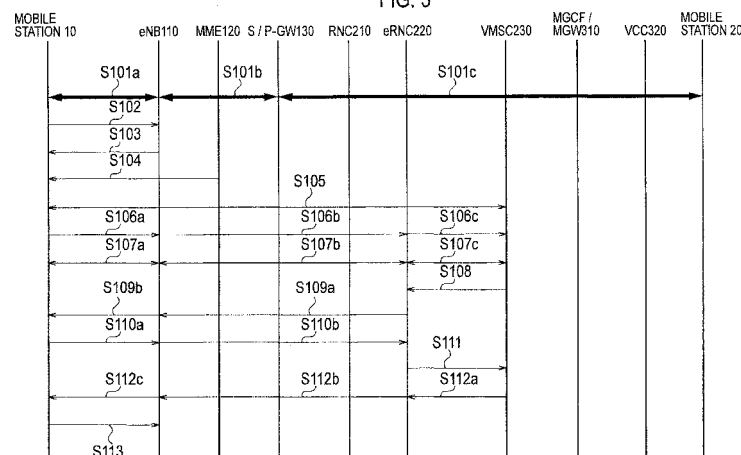 FIG. 3
MOBILE
STATION 10
eNB110
MME120
S / P-GW130
RNC210
eRNC220
VMSC230
MGCF /
MGW310
VCC320
MOBILE
STATION 20
S101a
S101b
S101c
S102
S103
S104
S105
S106a
S106b
S106c
S107a
S107b
S107c
S108
S109b
S109a
S110a
S110b
S111
S112c
S112b
S112a
S113